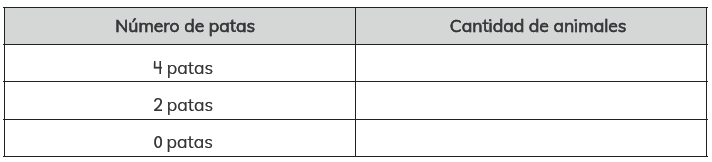 Número de patas Cantidad de animales
4 patas
2 patas
0 patas